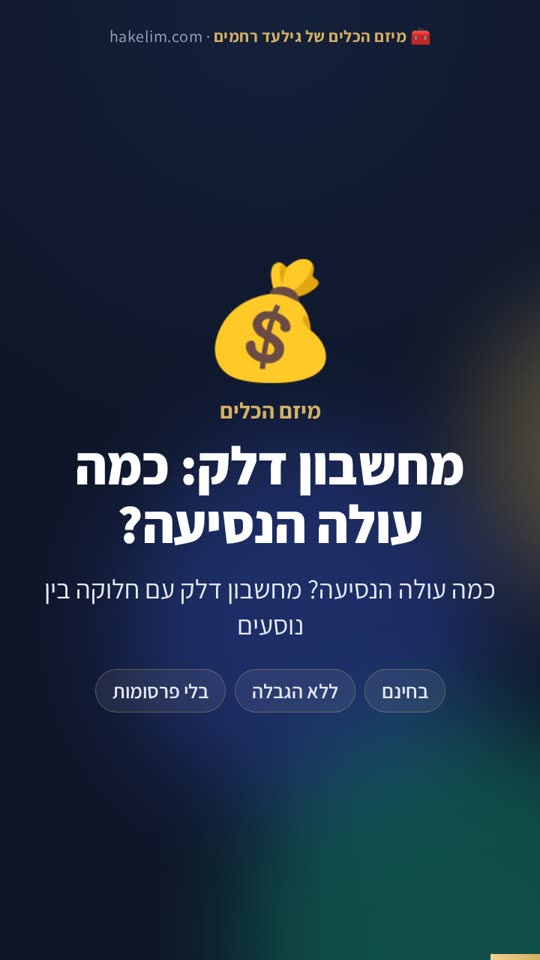 🧰 מיזם הכלים של גילעד רחמים · hakelim.com
מיזם הכלים
מחשבון דלק: כמה
עולה הנסיעה?
כמה עולה הנסיעה? מחשבון דלק עם חלוקה בין
נוסעים
בחינם
ללא הגבלה
בלי פרסומות